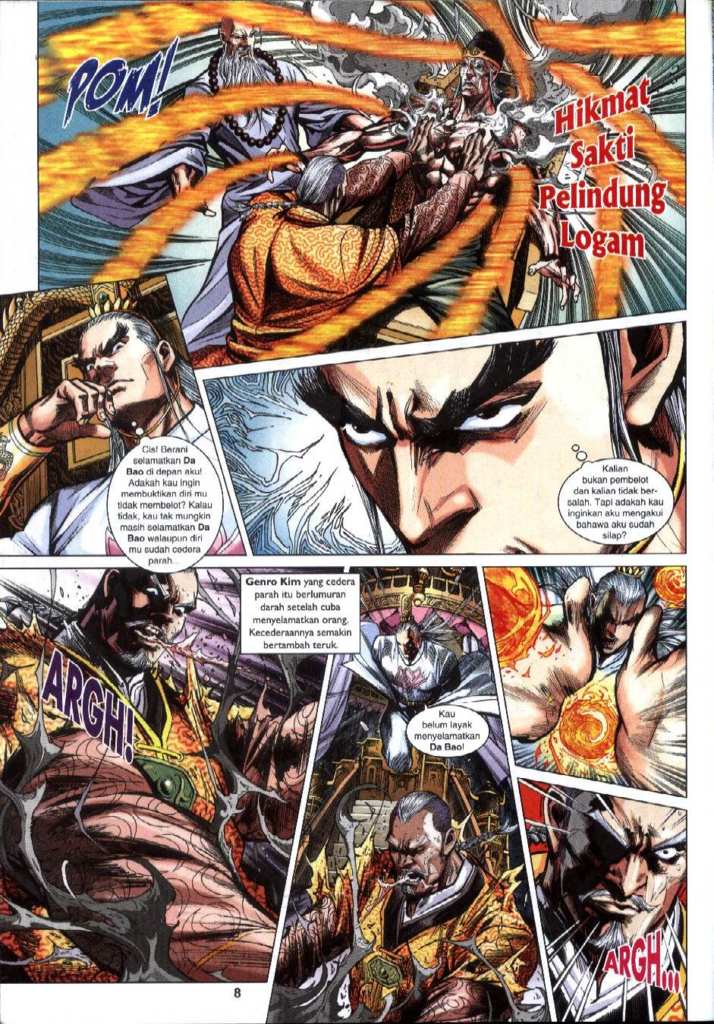 POM!
Hikmat
Sakti
Pelindung
Logam
Cis! Berani
selamatkan Da
Bao di depan aku!
Adakah kau ingin
membuktikan diri mu
tidak membelot? Kalau
tidak, kau tak mungkin
masih selamatkan Da
Bao walaupun diri
mu sudah cedera
parah...
Kalian
bukan pembelot
dan kalian tidak ber-
salah. Tapi adakah kau
inginkan aku mengakui
bahawa aku sudah
silap?
Genro Kim yang cedera
parah itu berlumuran
darah setelah cuba
menyelamatkan orang.
Kecederaannya semakin
bertambah teruk.
ARGH!
Kau
belum layak
menyelamatkan
Da Bao!
ARGH...
8